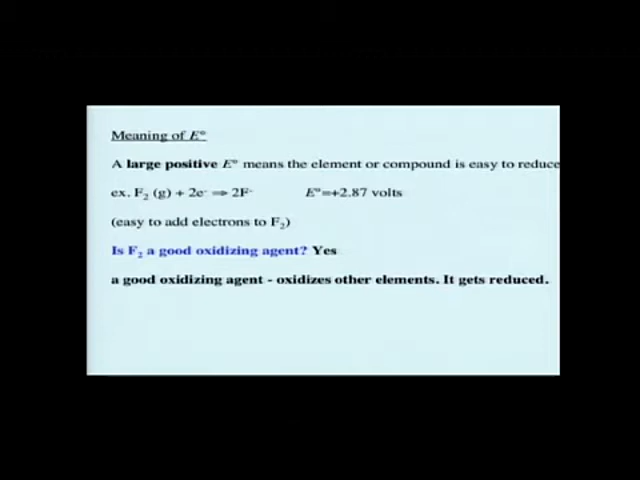 Meaning of E°
A large positive E° means the element or compound is easy to reduce
ex. F₂ (g) + 2e⁻ ⇒ 2F⁻ E°=+2.87 volts
(easy to add electrons to F₂)
Is F₂ a good oxidizing agent? Yes
a good oxidizing agent - oxidizes other elements. It gets reduced.